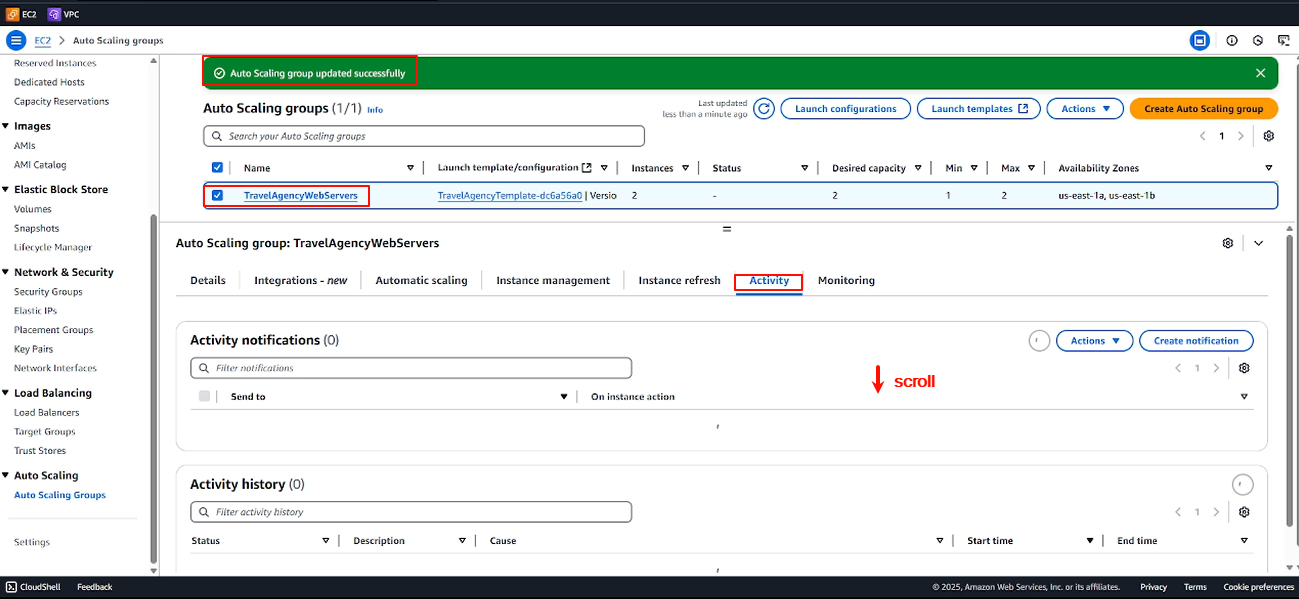 EC2 VPC
EC2 > Auto Scaling groups
Reserved Instances
Dedicated Hosts
Capacity Reservations
Images
AMIs
AMI Catalog
Elastic Block Store
Volumes
Snapshots
Lifecycle Manager
Network & Security
Security Groups
Elastic IPs
Placement Groups
Key Pairs
Network Interfaces
Load Balancing
Load Balancers
Target Groups
Trust Stores
Auto Scaling
Auto Scaling Groups
Settings
Auto Scaling group updated successfully
Auto Scaling groups (1/1) Info
Last updated
less than a minute ago
Launch configurations
Launch templates
Actions
Create Auto Scaling group
Search your Auto Scaling groups
1
Name Launch template/configuration Instances Status Desired capacity Min Max Availability Zones
TravelAgencyWebServers TravelAgencyTemplate-dc6a56a0 | Versio 2 - 2 1 2 us-east-1a, us-east-1b
Auto Scaling group: TravelAgencyWebServers
Details Integrations - new Automatic scaling Instance management Instance refresh Activity Monitoring
Activity notifications (0)
Actions
Create notification
Filter notifications
1
Send to On instance action
scroll
Activity history (0)
Filter activity history
1
Status Description Cause Start time End time
CloudShell Feedback
© 2025, Amazon Web Services, Inc. or its affiliates. Privacy Terms Cookie preferences